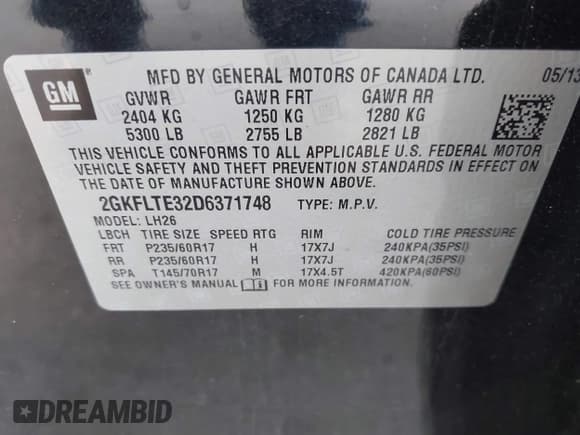 GM
MFD BY GENERAL MOTORS OF CANADA LTD. 05/13
GVWR GAWR FRT GAWR RR
2404 KG 1250 KG 1280 KG
5300 LB 2755 LB 2821 LB
THIS VEHICLE CONFORMS TO ALL APPLICABLE U.S. FEDERAL MOTOR
VEHICLE SAFETY AND THEFT PREVENTION STANDARDS IN EFFECT ON
THE DATE OF MANUFACTURE SHOWN ABOVE.
2GKFLTE32D6371748 TYPE: M.P.V.
MODEL: LH26
LBCH TIRE SIZE SPEED RTG RIM COLD TIRE PRESSURE
FRT P235/60R17 H 17X7J 240KPA(35PSI)
RR P235/60R17 H 17X7J 240KPA(35PSI)
SPA T145/70R17 M 17X4.5T 420KPA(60PSI)
SEE OWNER'S MANUAL FOR MORE INFORMATION.
DREAMBID